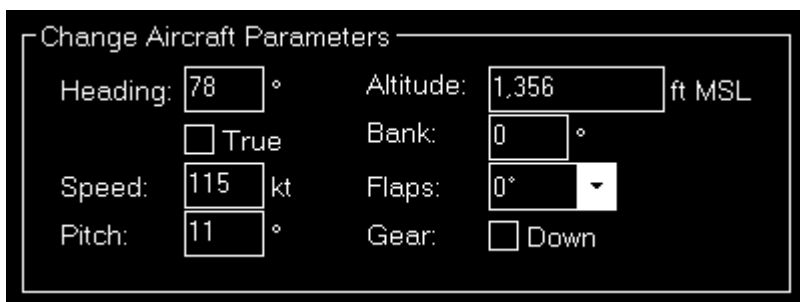 Change Aircraft Parameters
Heading: 78 ° Altitude: 1,356 ft MSL
True Bank: 0 °
Speed: 115 kt Flaps: 0°
Pitch: 11 ° Gear: Down